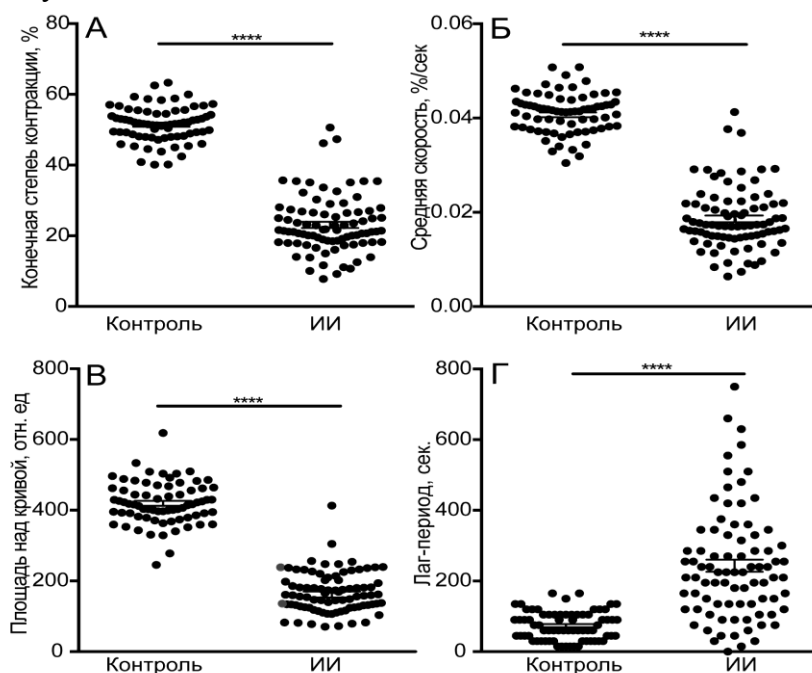 А
****
Конечная степеь контракции, %
80
60
40
20
0
Контроль
ИИ
Б
****
Средняя скорость, %/сек
0.06
0.04
0.02
0.00
Контроль
ИИ
В
****
Площадь над кривой, отн. ед
800
600
400
200
0
Контроль
ИИ
Г
****
Лаг-период, сек.
800
600
400
200
0
Контроль
ИИ